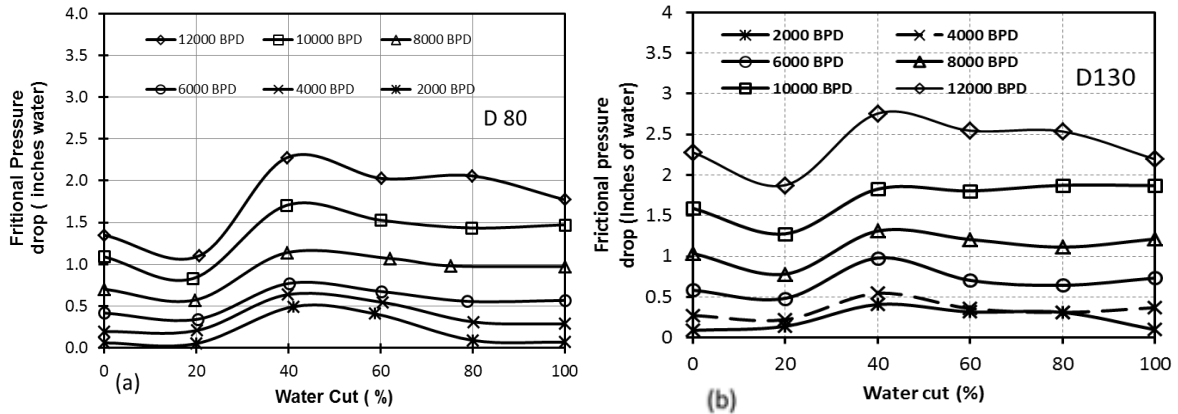 4.0
3.5
3.0
2.5
2.0
1.5
1.0
0.5
0.0
Fritional Pressure
drop ( inches water)
12000 BPD
10000 BPD
8000 BPD
6000 BPD
4000 BPD
2000 BPD
D 80
0
20
40
60
80
100
(a)
Water Cut ( %)
4
3.5
3
2.5
2
1.5
1
0.5
0
Frictional pressure
drop (Inches of water)
2000 BPD
4000 BPD
6000 BPD
8000 BPD
10000 BPD
12000 BPD
D130
0
20
40
60
80
100
Water cut (%)
(b)